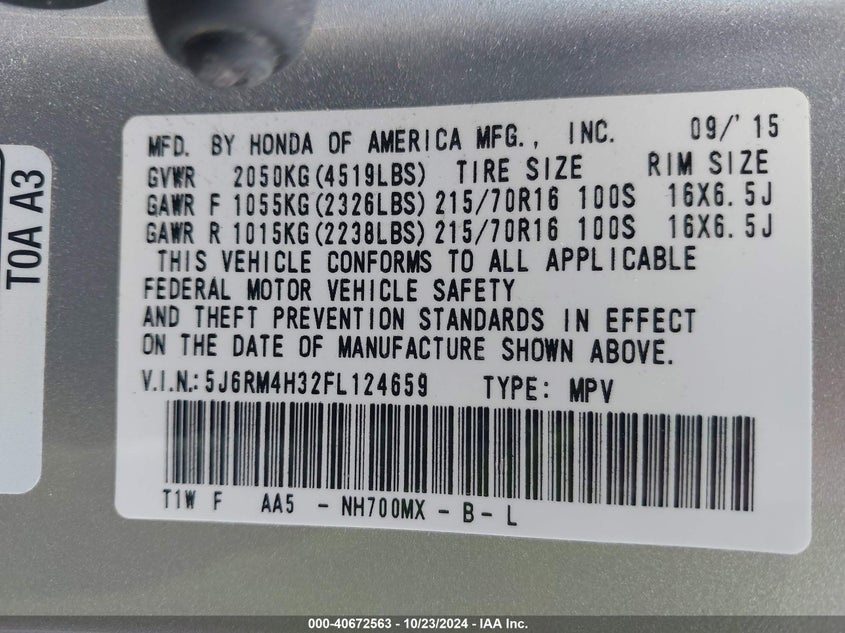 MFD. BY HONDA OF AMERICA MFG., INC. 09/'15
GVWR 2050KG(4519LBS) TIRE SIZE RIM SIZE
GAWR F 1055KG(2326LBS) 215/70R16 100S 16X6.5J
GAWR R 1015KG(2238LBS) 215/70R16 100S 16X6.5J
THIS VEHICLE CONFORMS TO ALL APPLICABLE
FEDERAL MOTOR VEHICLE SAFETY
AND THEFT PREVENTION STANDARDS IN EFFECT
ON THE DATE OF MANUFACTURE SHOWN ABOVE.
V.I.N.: 5J6RM4H32FL124659 TYPE: MPV
T1W F AA5 - NH700MX - B - L
T0A A3
000-40672563 - 10/23/2024 - IAA Inc.